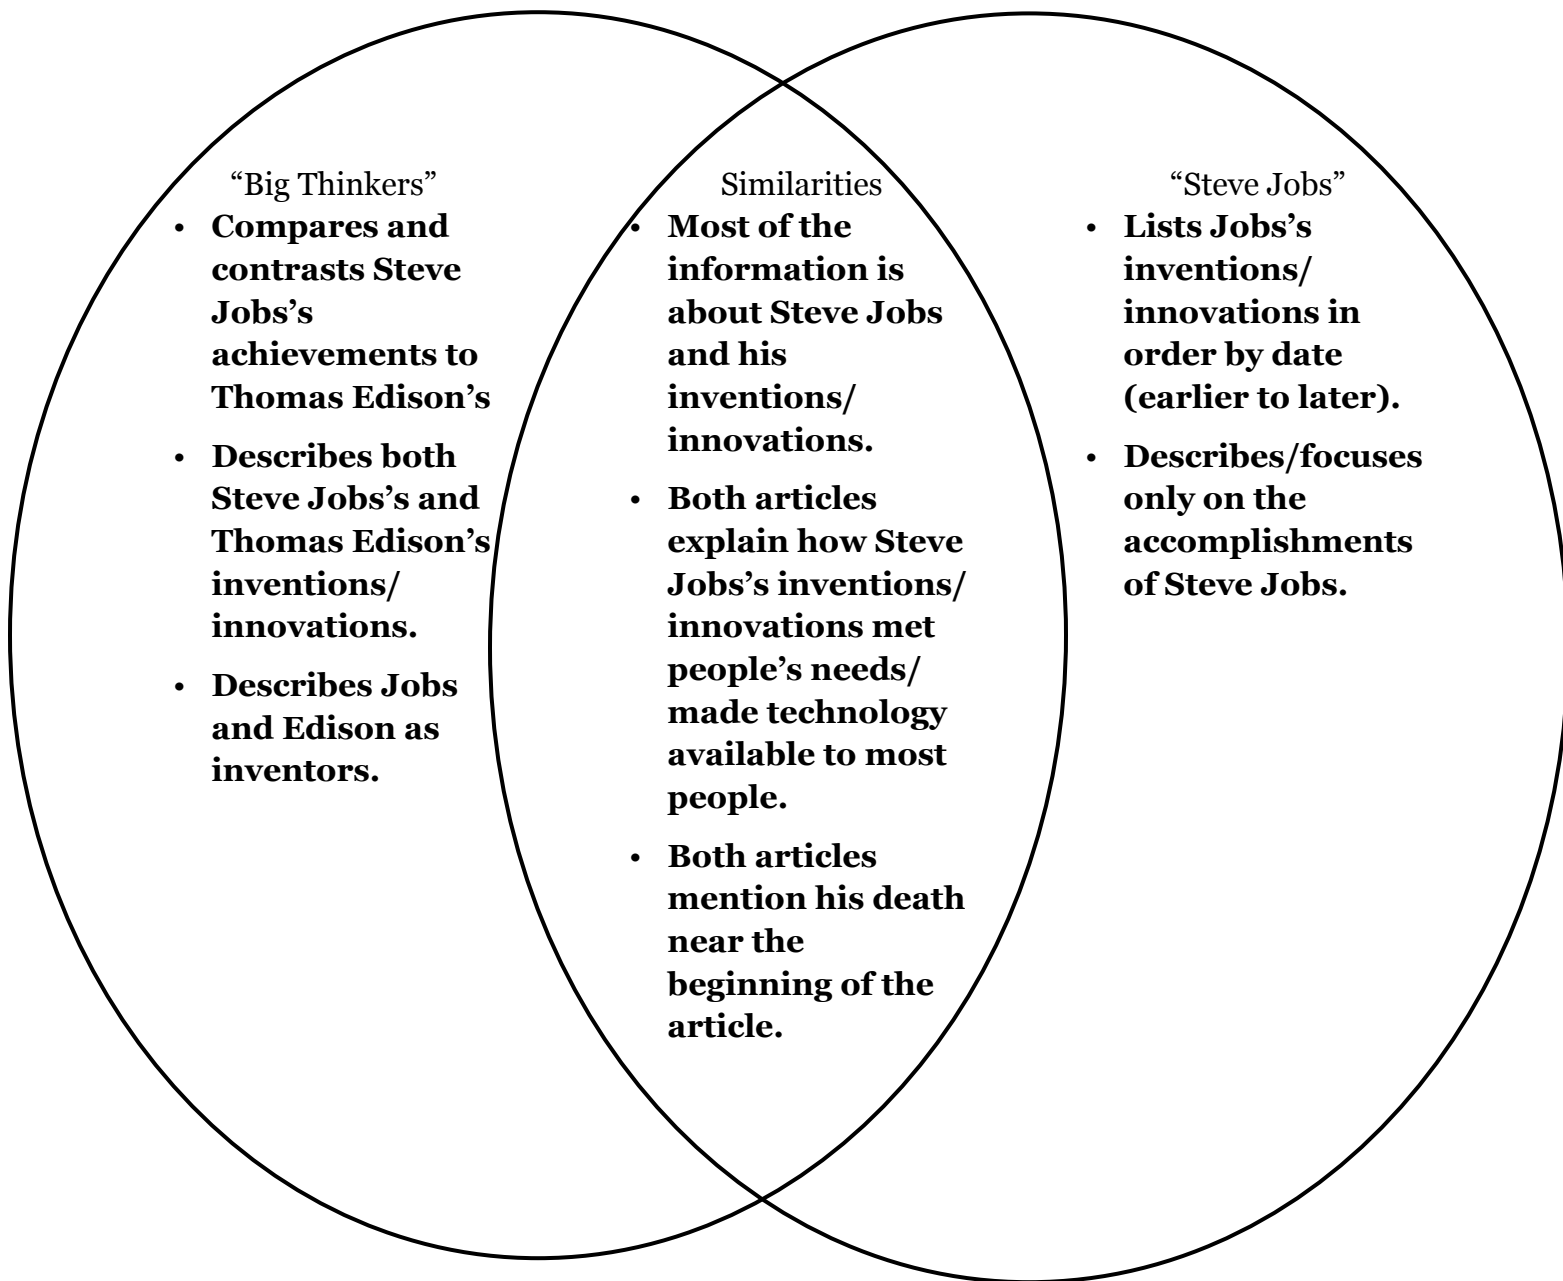 “Big Thinkers”
• Compares and
contrasts Steve
Jobs’s
achievements to
Thomas Edison’s
• Describes both
Steve Jobs’s and
Thomas Edison’s
inventions/
innovations.
• Describes Jobs
and Edison as
inventors.
Similarities
• Most of the
information is
about Steve Jobs
and his
inventions/
innovations.
• Both articles
explain how Steve
Jobs’s inventions/
innovations met
people’s needs/
made technology
available to most
people.
• Both articles
mention his death
near the
beginning of the
article.
“Steve Jobs”
• Lists Jobs’s
inventions/
innovations in
order by date
(earlier to later).
• Describes/focuses
only on the
accomplishments
of Steve Jobs.